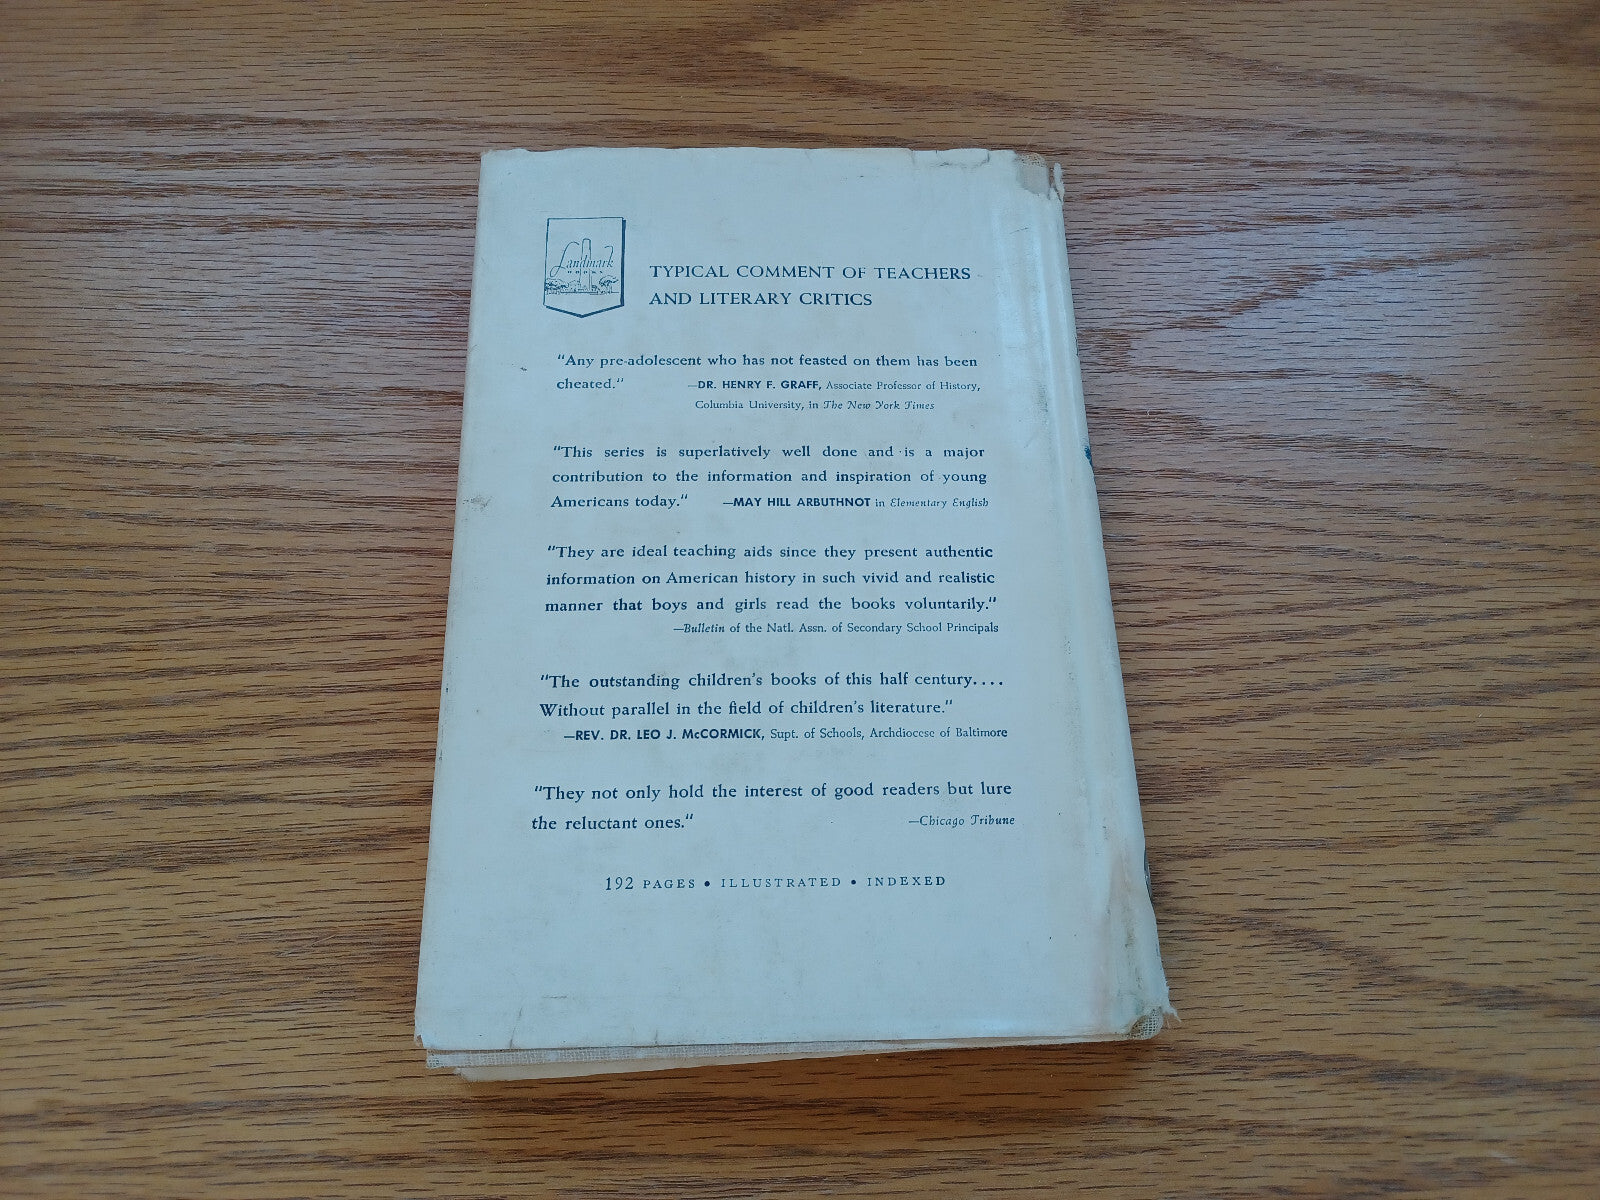 Landmark
BOOKS
TYPICAL COMMENT OF TEACHERS
AND LITERARY CRITICS
"Any pre-adolescent who has not feasted on them has been
cheated." —DR. HENRY F. GRAFF, Associate Professor of History,
Columbia University, in The New York Times
"This series is superlatively well done and is a major
contribution to the information and inspiration of young
Americans today." —MAY HILL ARBUTHNOT in Elementary English
"They are ideal teaching aids since they present authentic
information on American history in such vivid and realistic
manner that boys and girls read the books voluntarily."
—Bulletin of the Natl. Assn. of Secondary School Principals
"The outstanding children's books of this half century....
Without parallel in the field of children's literature."
—REV. DR. LEO J. McCORMICK, Supt. of Schools, Archdiocese of Baltimore
"They not only hold the interest of good readers but lure
the reluctant ones." —Chicago Tribune
192 PAGES • ILLUSTRATED • INDEXED